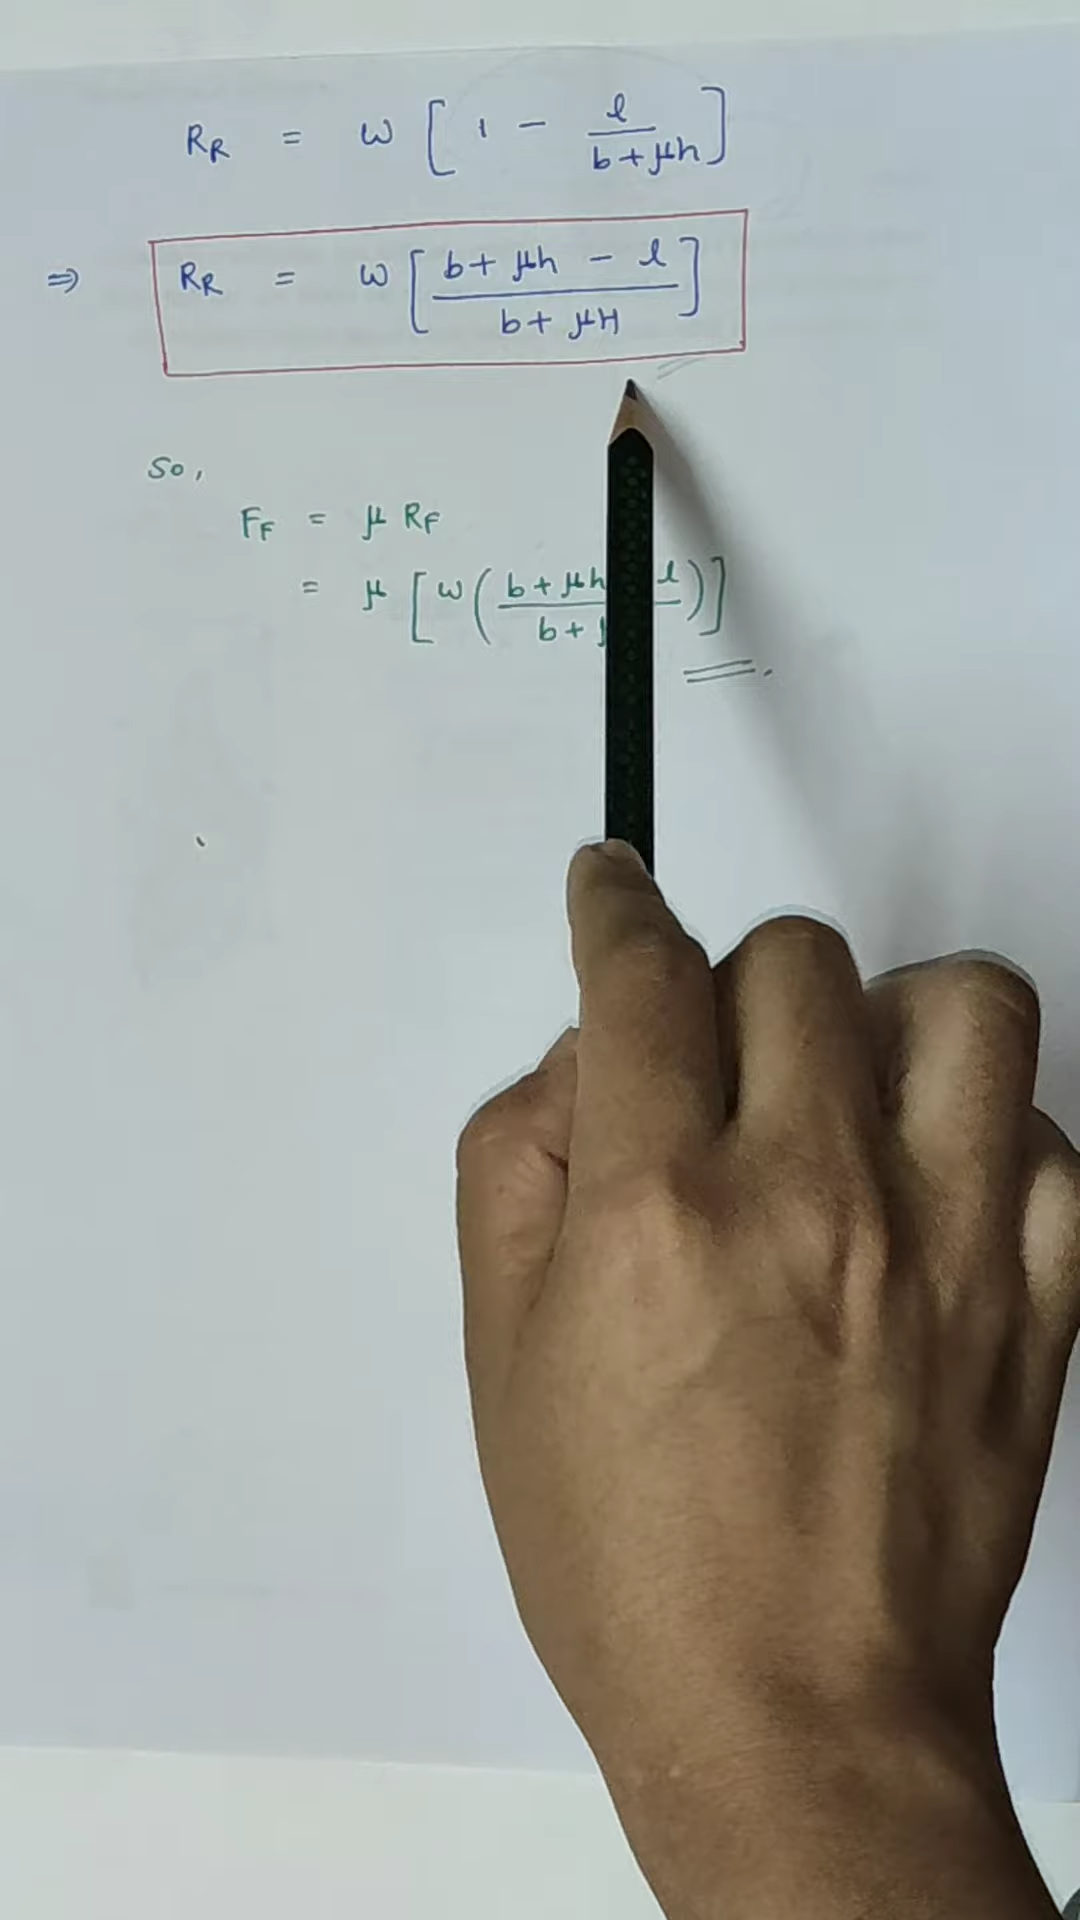 R_R = w [ 1 - l / (b + μh) ]
⇒ R_R = w [ (b + μh - l) / (b + μH) ]
So,
F_F = μ R_F
= μ [ w ( (b + μh l) / (b + ) ) ]